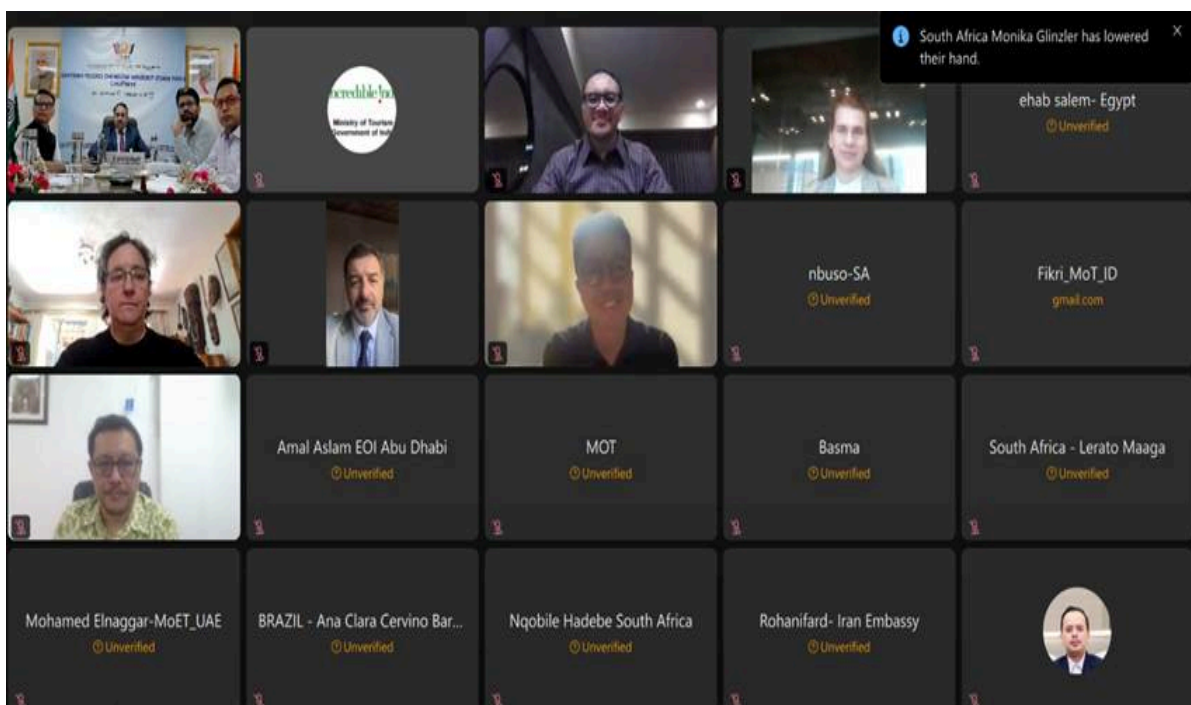 South Africa Monika Glinzler has lowered
their hand.
ncredible !nd
Ministry of Tourism
Government of India
ehab salem- Egypt
Unverified
nbuso-SA
Unverified
Fikri_MoT_ID
gmail.com
Amal Aslam EOI Abu Dhabi
Unverified
MOT
Unverified
Basma
Unverified
South Africa - Lerato Maaga
Unverified
Mohamed Elnaggar-MoET_UAE
Unverified
BRAZIL - Ana Clara Cervino Bar...
Unverified
Nqobile Hadebe South Africa
Unverified
Rohanifard- Iran Embassy
Unverified